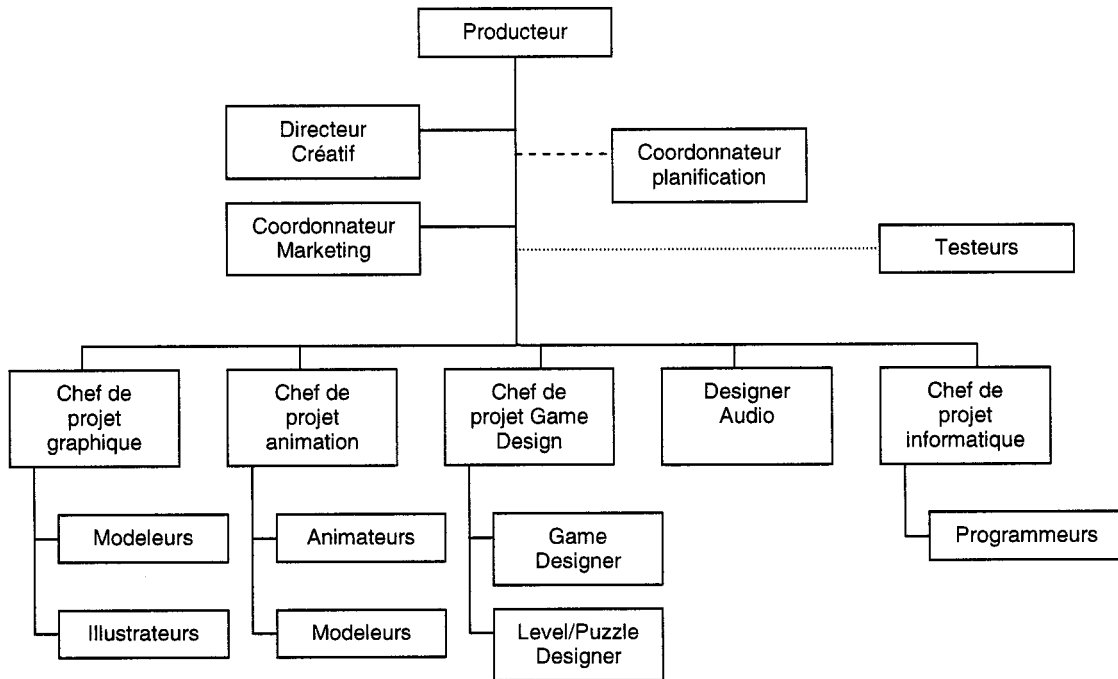 Producteur
Directeur
Créatif
Coordonnateur
planification
Coordonnateur
Marketing
Testeurs
Chef de
projet
graphique
Chef de
projet
animation
Chef de
projet Game
Design
Designer
Audio
Chef de
projet
informatique
Modeleurs
Animateurs
Game
Designer
Programmeurs
Illustrateurs
Modeleurs
Level/Puzzle
Designer